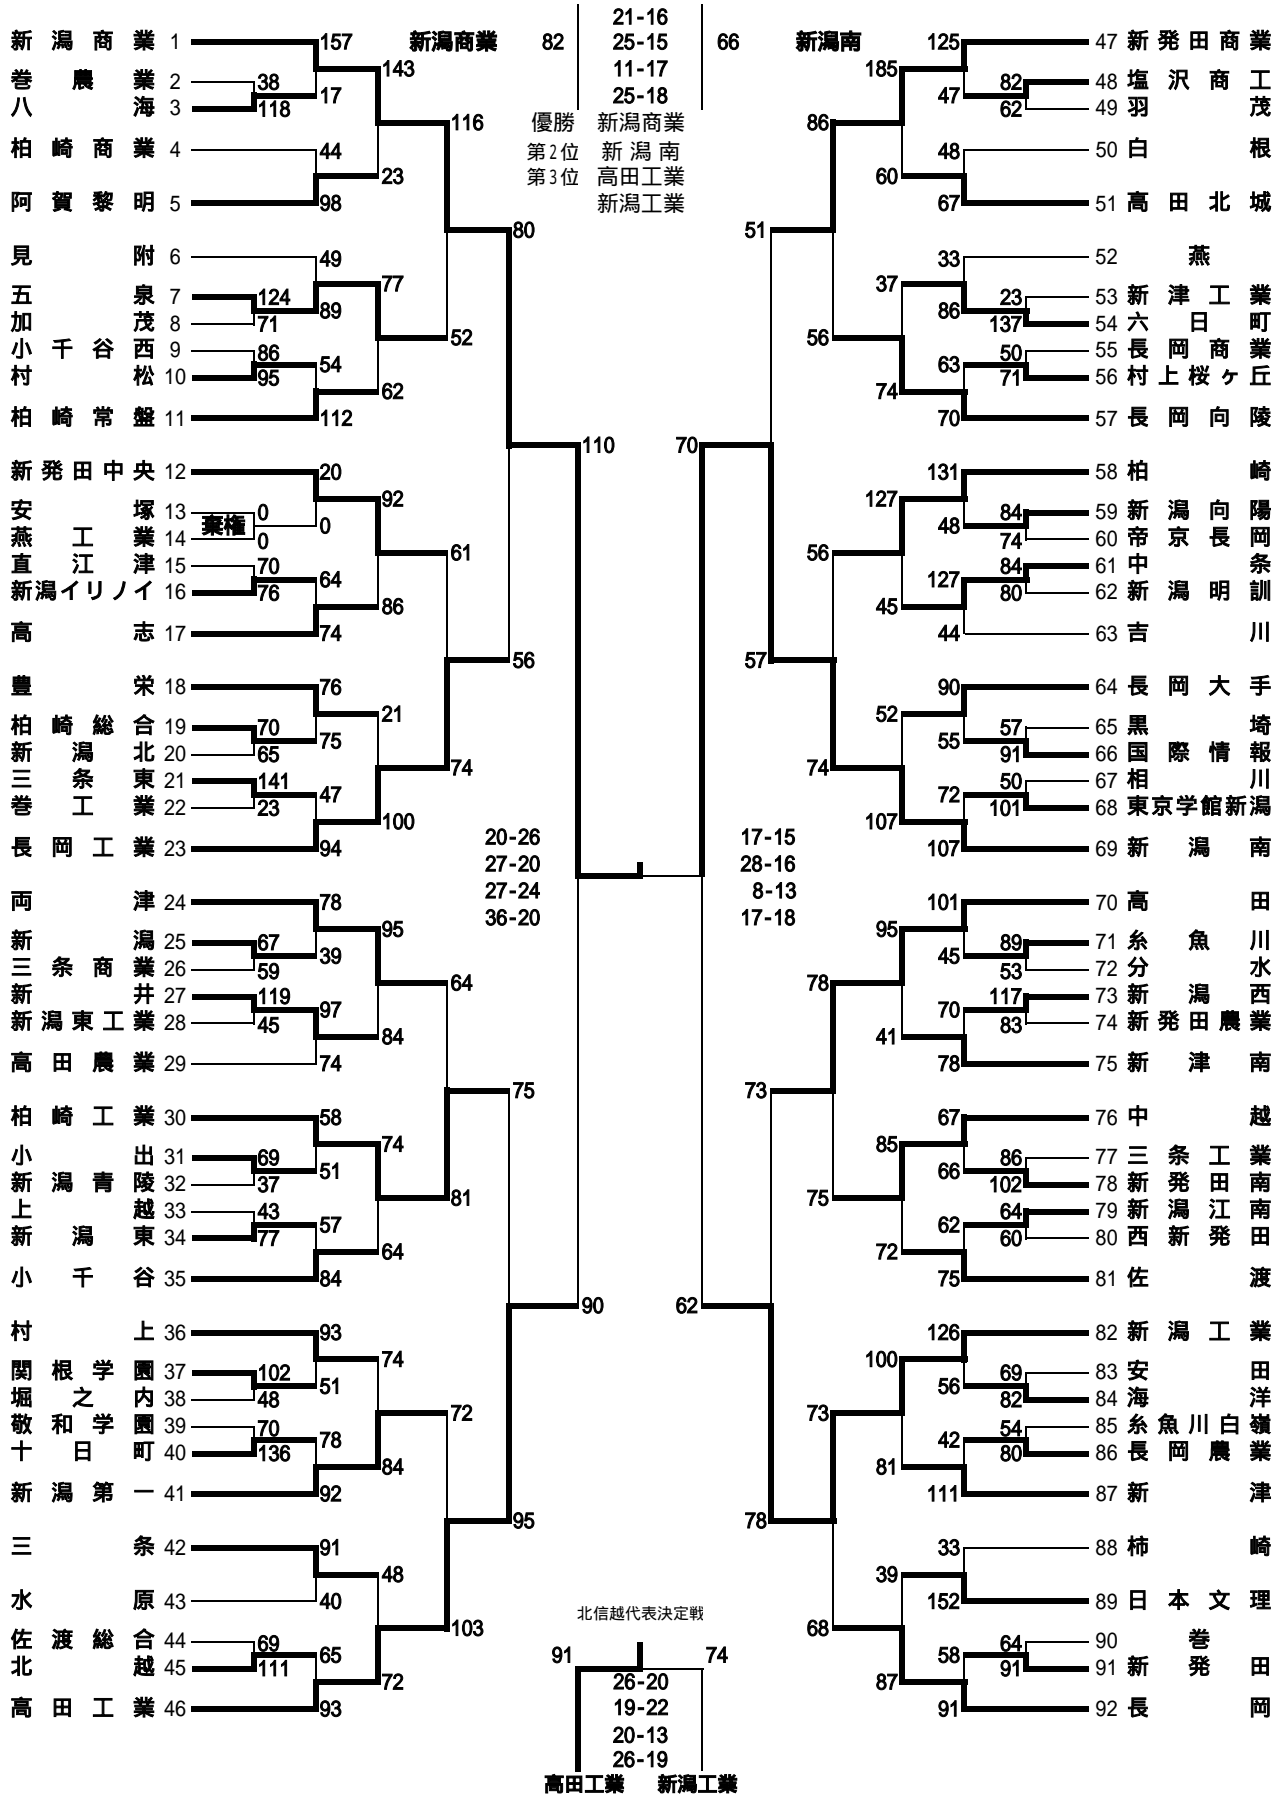 21-16
新潟商業 82 25-15 66 新潟南
11-17
25-18
優勝 新潟商業
第2位 新潟南
第3位 高田工業
新潟工業
新潟商業 1 157
巻農業 2 38
八海 3 118
143
17
柏崎商業 4 44
阿賀黎明 5 98
23
116
見附 6 49
五泉 7 124
加茂 8 71
89
77
小千谷西 9 86
村松 10 95
54
柏崎常盤 11 112
62
52
80
新発田中央 12 20
安塚 13 0
棄権
燕工業 14 0
0
92
直江津 15 70
新潟イリノイ 16 76
64
高志 17 74
86
61
豊栄 18 76
柏崎総合 19 70
新潟北 20 65
75
21
三条東 21 141
巻工業 22 23
47
長岡工業 23 94
100
74
56
110
両津 24 78
新潟 25 67
三条商業 26 59
39
95
新井 27 119
新潟東工業 28 45
97
高田農業 29 74
84
64
柏崎工業 30 58
小出 31 69
新潟青陵 32 37
51
74
上越 33 43
新潟東 34 77
57
小千谷 35 84
64
81
75
村上 36 93
関根学園 37 102
堀之内 38 48
51
74
敬和学園 39 70
十日町 40 136
78
新潟第一 41 92
84
72
三条 42 91
水原 43 40
48
佐渡総合 44 69
北越 45 111
65
高田工業 46 93
72
103
95
90
20-26
27-20
27-24
36-20
17-15
28-16
8-13
17-18
125 47 新発田商業
82 48 塩沢商工
62 49 羽茂
47
185
48 50 白根
67 51 高田北城
60
86
33 52 燕
23 53 新津工業
137 54 六日町
86
37
50 55 長岡商業
71 56 村上桜ヶ丘
63
70 57 長岡向陵
74
56
51
131 58 柏崎
84 59 新潟向陽
74 60 帝京長岡
48
127
84 61 中条
80 62 新潟明訓
127
44 63 吉川
45
56
90 64 長岡大手
57 65 黒埼
91 66 国際情報
55
52
50 67 相川
101 68 東京学館新潟
72
107 69 新潟南
107
74
57
70
101 70 高田
89 71 糸魚川
53 72 分水
45
95
117 73 新潟西
83 74 新発田農業
70
78 75 新津南
41
78
67 76 中越
86 77 三条工業
102 78 新発田南
66
85
64 79 新潟江南
60 80 西新発田
62
75 81 佐渡
72
75
73
126 82 新潟工業
69 83 安田
82 84 海洋
56
100
54 85 糸魚川白嶺
80 86 長岡農業
42
111 87 新津
81
73
33 88 柿崎
152 89 日本文理
39
64 90 巻
91 91 新発田
58
91 92 長岡
87
68
78
62
北信越代表決定戦
91 74
26-20
19-22
20-13
26-19
高田工業 新潟工業